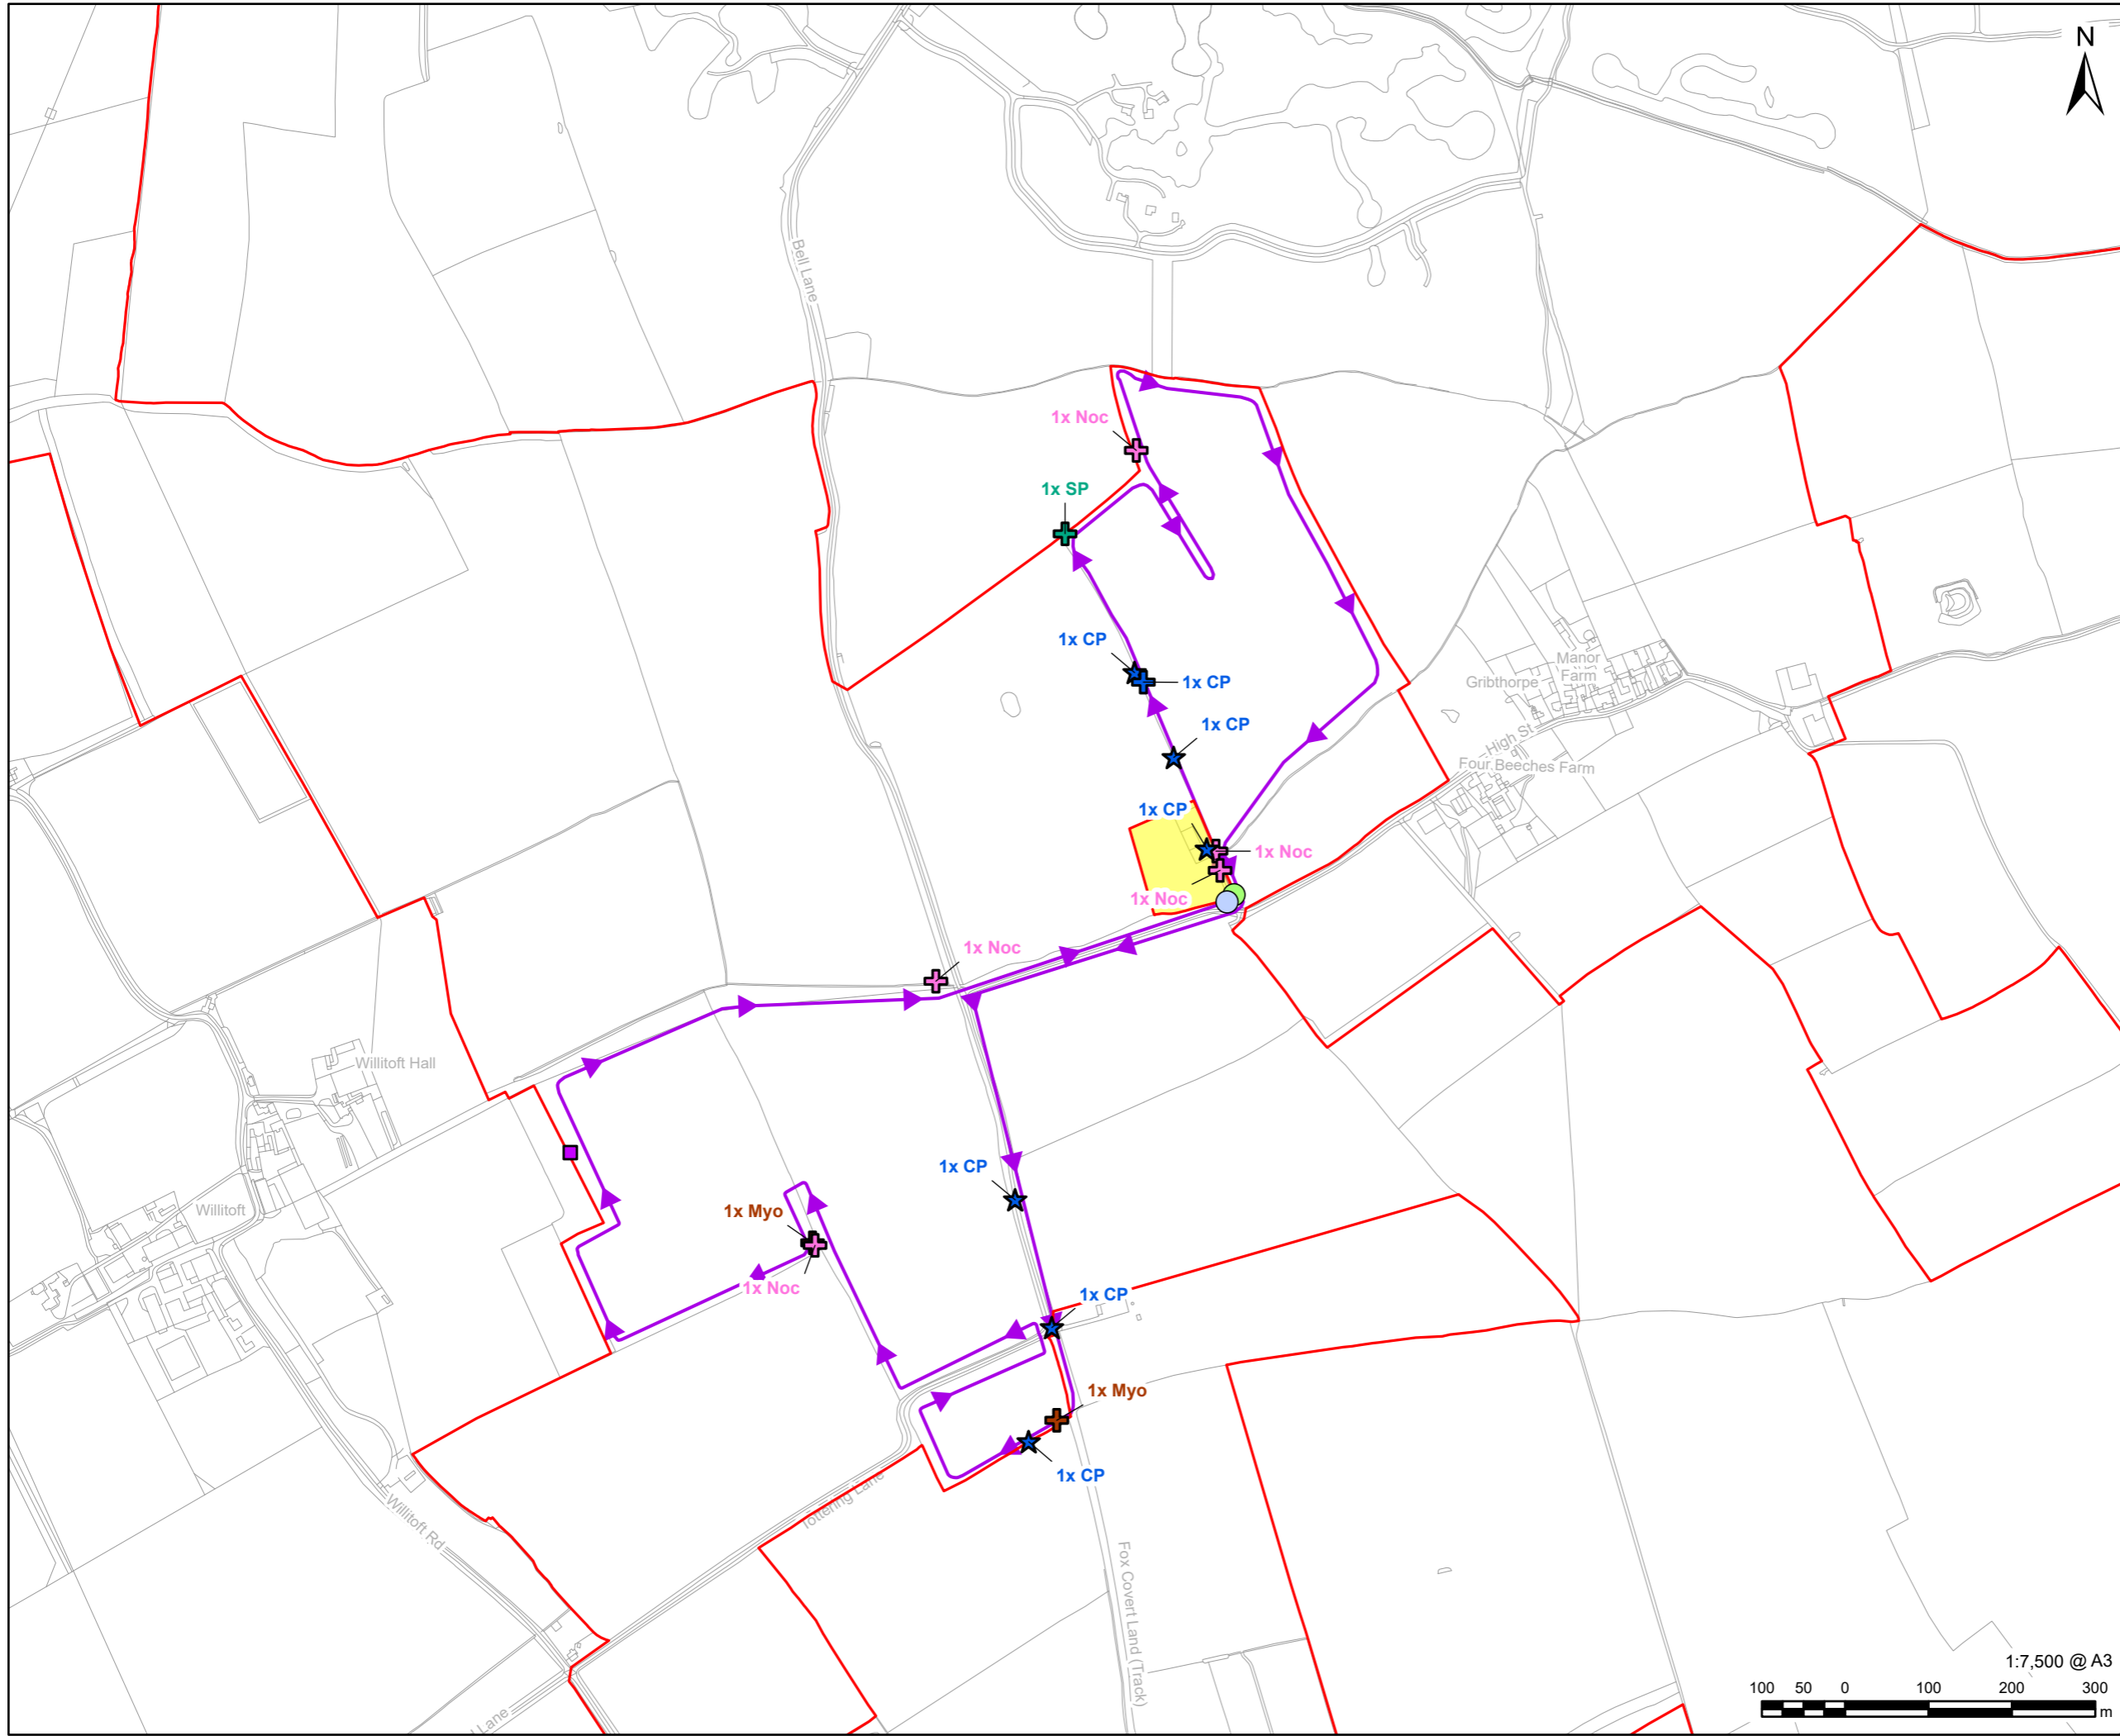 N
Bell Lane
1x Noc
1x SP
1x CP
1x CP
1x CP
Manor
Farm
Gribthorpe
High St
Four Beeches Farm
1x CP
1x Noc
1x Noc
1x Noc
Willitoft Hall
1x CP
Willitoft
1x Myo
1x Noc
1x CP
1x Myo
1x CP
Tottering Lane
Willitoft Rd
Fox Covert Land (Track)
Lane
1:7,500 @ A3
100 50 0 100 200 300
m